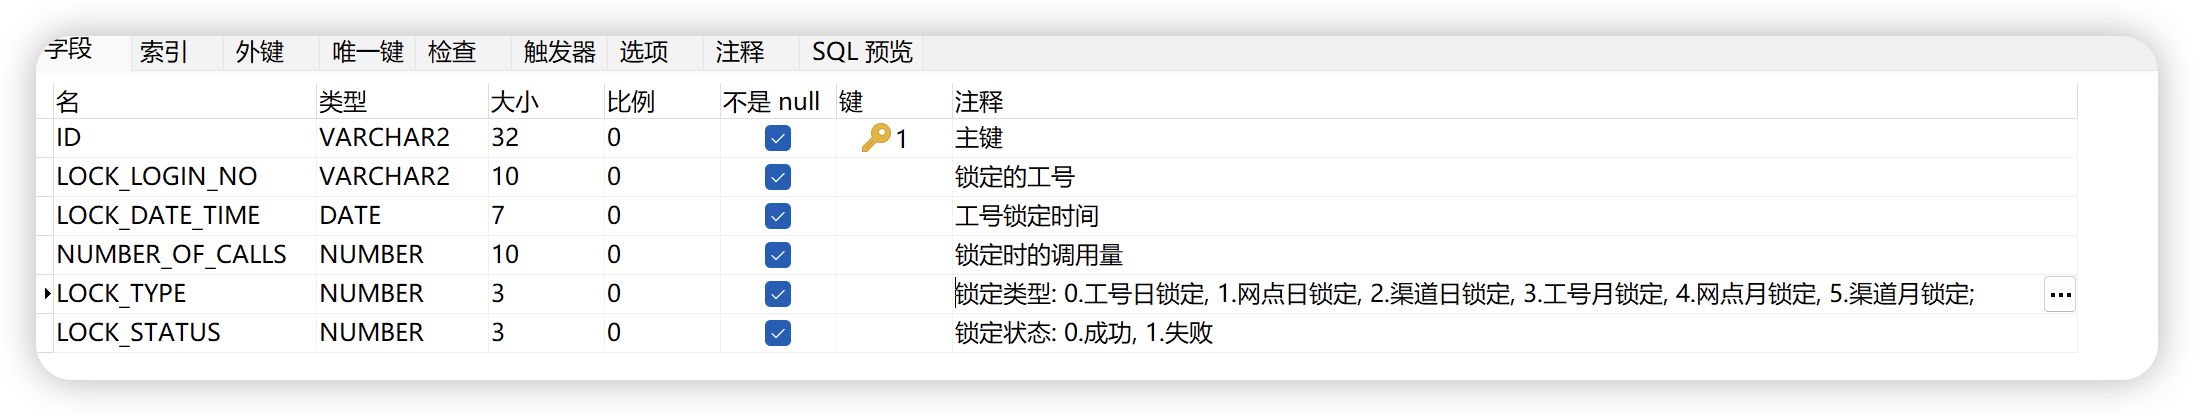 字段 索引 外键 唯一键 检查 触发器 选项 注释 SQL 预览
名 类型 大小 比例 不是 null 键 注释
ID VARCHAR2 32 0 1 主键
LOCK_LOGIN_NO VARCHAR2 10 0 锁定的工号
LOCK_DATE_TIME DATE 7 0 工号锁定时间
NUMBER_OF_CALLS NUMBER 10 0 锁定时的调用量
LOCK_TYPE NUMBER 3 0 锁定类型: 0.工号日锁定, 1.网点日锁定, 2.渠道日锁定, 3.工号月锁定, 4.网点月锁定, 5.渠道月锁定; ...
LOCK_STATUS NUMBER 3 0 锁定状态: 0.成功, 1.失败